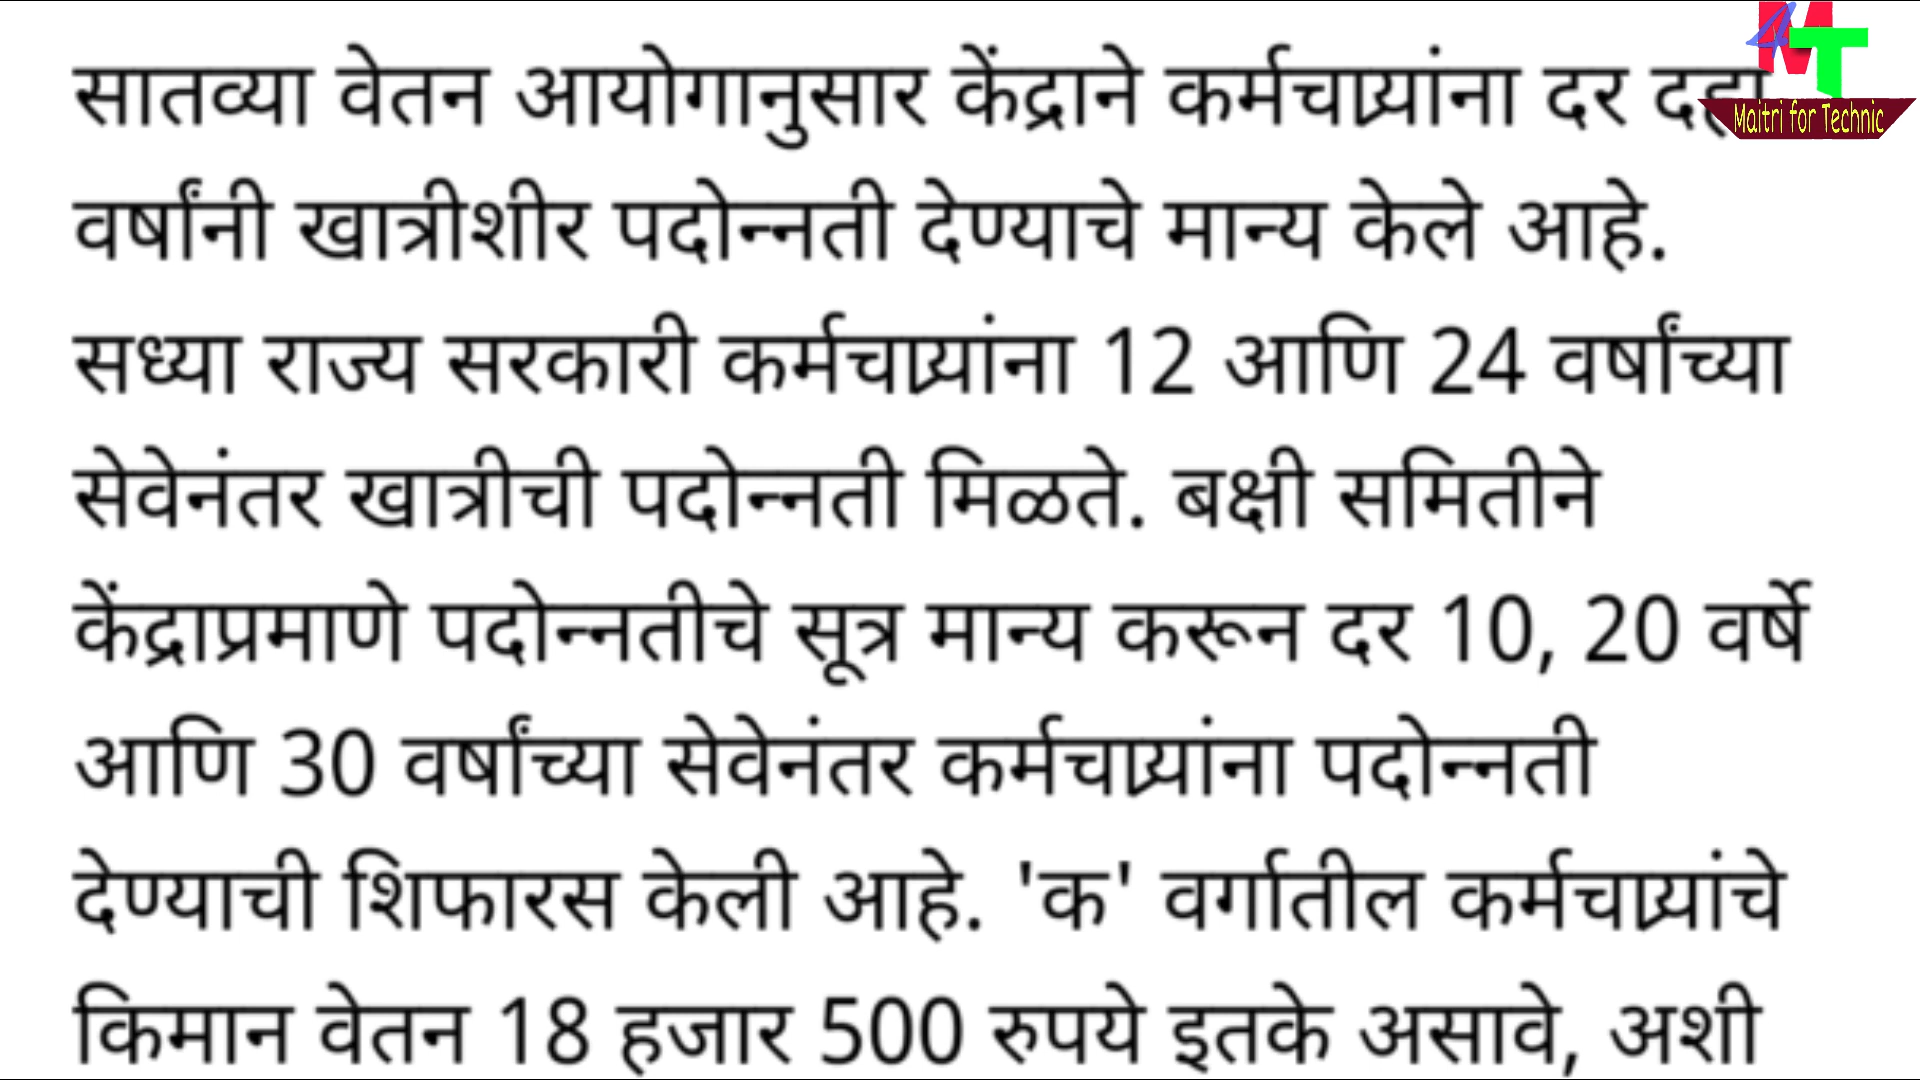 सातव्या वेतन आयोगानुसार केंद्राने कर्मचाऱ्यांना दर दहा
वर्षांनी खात्रीशीर पदोन्नती देण्याचे मान्य केले आहे.
सध्या राज्य सरकारी कर्मचाऱ्यांना 12 आणि 24 वर्षांच्या
सेवेनंतर खात्रीची पदोन्नती मिळते. बक्षी समितीने
केंद्राप्रमाणे पदोन्नतीचे सूत्र मान्य करून दर 10, 20 वर्षे
आणि 30 वर्षांच्या सेवेनंतर कर्मचाऱ्यांना पदोन्नती
देण्याची शिफारस केली आहे. 'क' वर्गातील कर्मचाऱ्यांचे
किमान वेतन 18 हजार 500 रुपये इतके असावे, अशी
M4T
Maitri for Technic